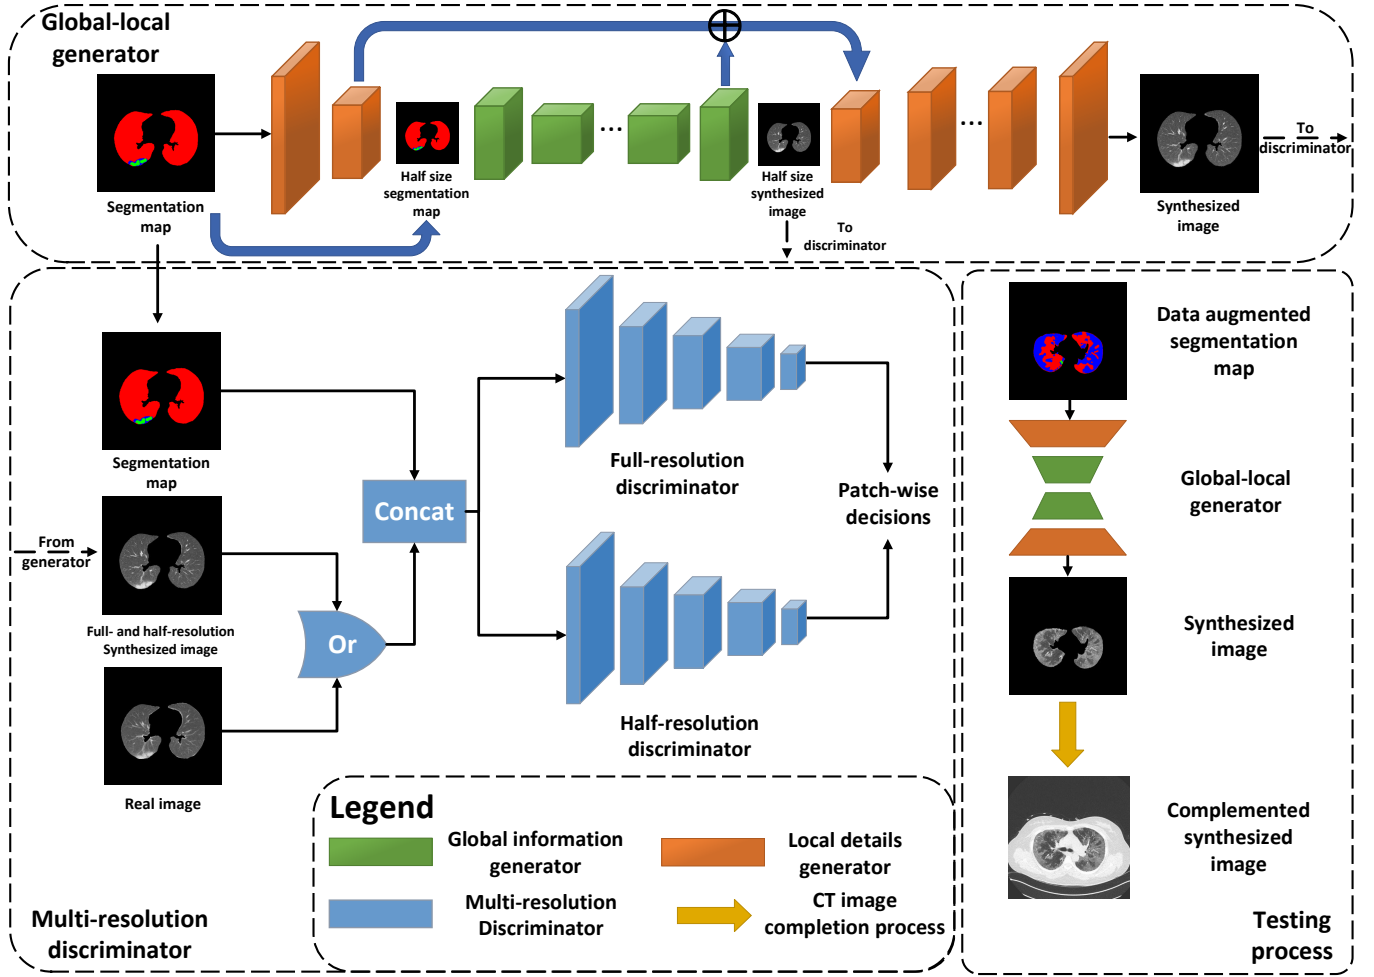 Global-local
generator
Segmentation
map
Half size
segmentation
map
...
Half size
synthesized
image
To
discriminator
...
Synthesized
image
To
discriminator
Segmentation
map
From
generator
Full- and half-resolution
Synthesized image
Real image
Or
Concat
Full-resolution
discriminator
Half-resolution
discriminator
Patch-wise
decisions
Multi-resolution
discriminator
Legend
Global information
generator
Local details
generator
Multi-resolution
Discriminator
CT image
completion process
Data augmented
segmentation
map
Global-local
generator
Synthesized
image
Complemented
synthesized
image
Testing
process